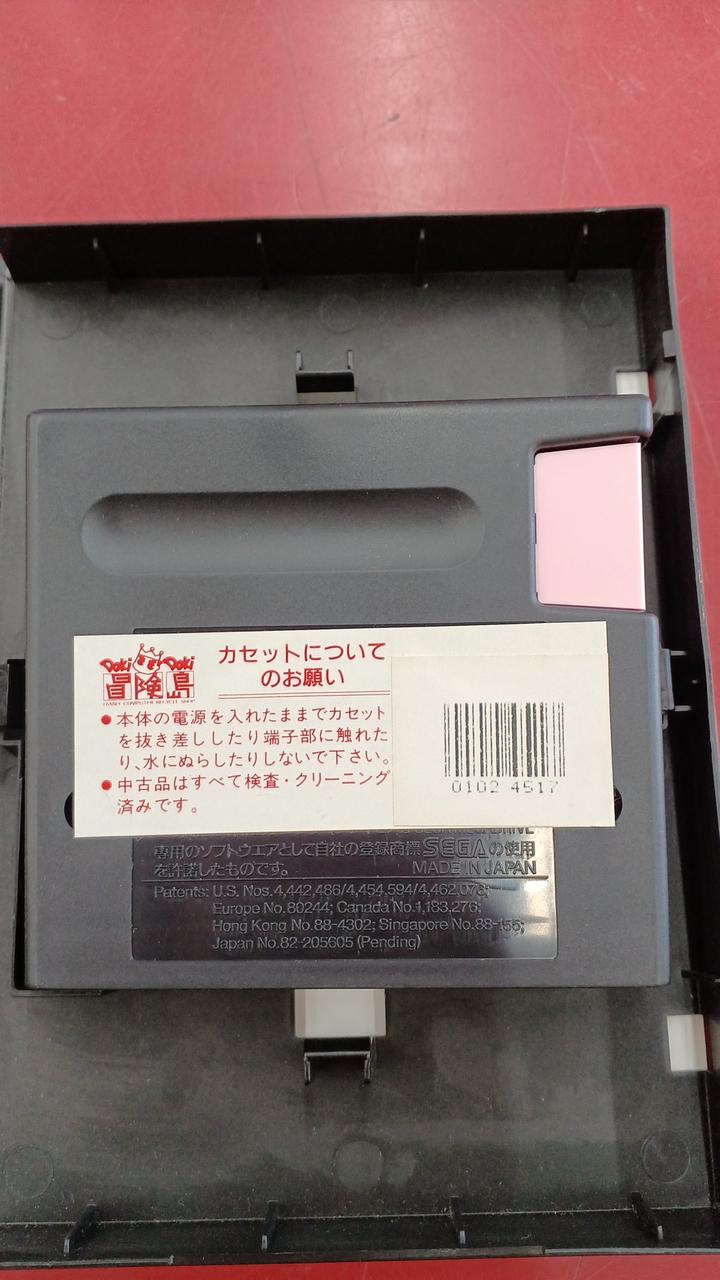 Doki Doki
冒険島
FAMILY COMPUTER RECYCLE SHOP
カセットについて
のお願い
●本体の電源を入れたままでカセット
を抜き差ししたり端子部に触れた
り、水にぬらしたりしないで下さい。
●中古品はすべて検査・クリーニング
済みです。
0102 4517
専用のソフトウエアとして自社の登録商標SEGAの使用
を許諾したものです。
MADE IN JAPAN
Patents: U.S. Nos.4,442,486/4,454,594/4,462,076;
Europe No.80244; Canada No.1,183,276;
Hong Kong No.88-4302; Singapore No.88-155;
Japan No.82-205605 (Pending)